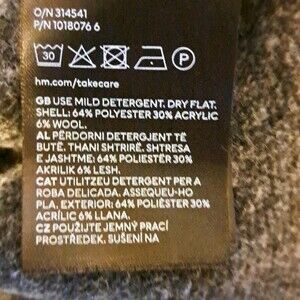 O/N 314541
P/N 1018076 6
30
P
hm.com/takecare
GB USE MILD DETERGENT. DRY FLAT.
SHELL: 64% POLYESTER 30% ACRYLIC
6% WOOL.
AL PËRDORNI DETERGJENT TË
BUTË. THANI SHTRIRË. SHTRESA
E JASHTME: 64% POLIESTËR 30%
AKRILIK 6% LESH.
CAT UTILITZEU DETERGENT PER A
ROBA DELICADA. ASSEQUEU-HO
PLA. EXTERIOR: 64% POLIÈSTER 30%
ACRÍLIC 6% LLANA.
CZ POUŽIJTE JEMNÝ PRACÍ
PROSTŘEDEK. SUŠENÍ NA